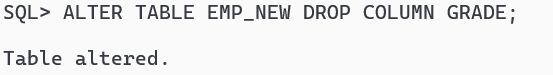 SQL> ALTER TABLE EMP_NEW DROP COLUMN GRADE;
Table altered.